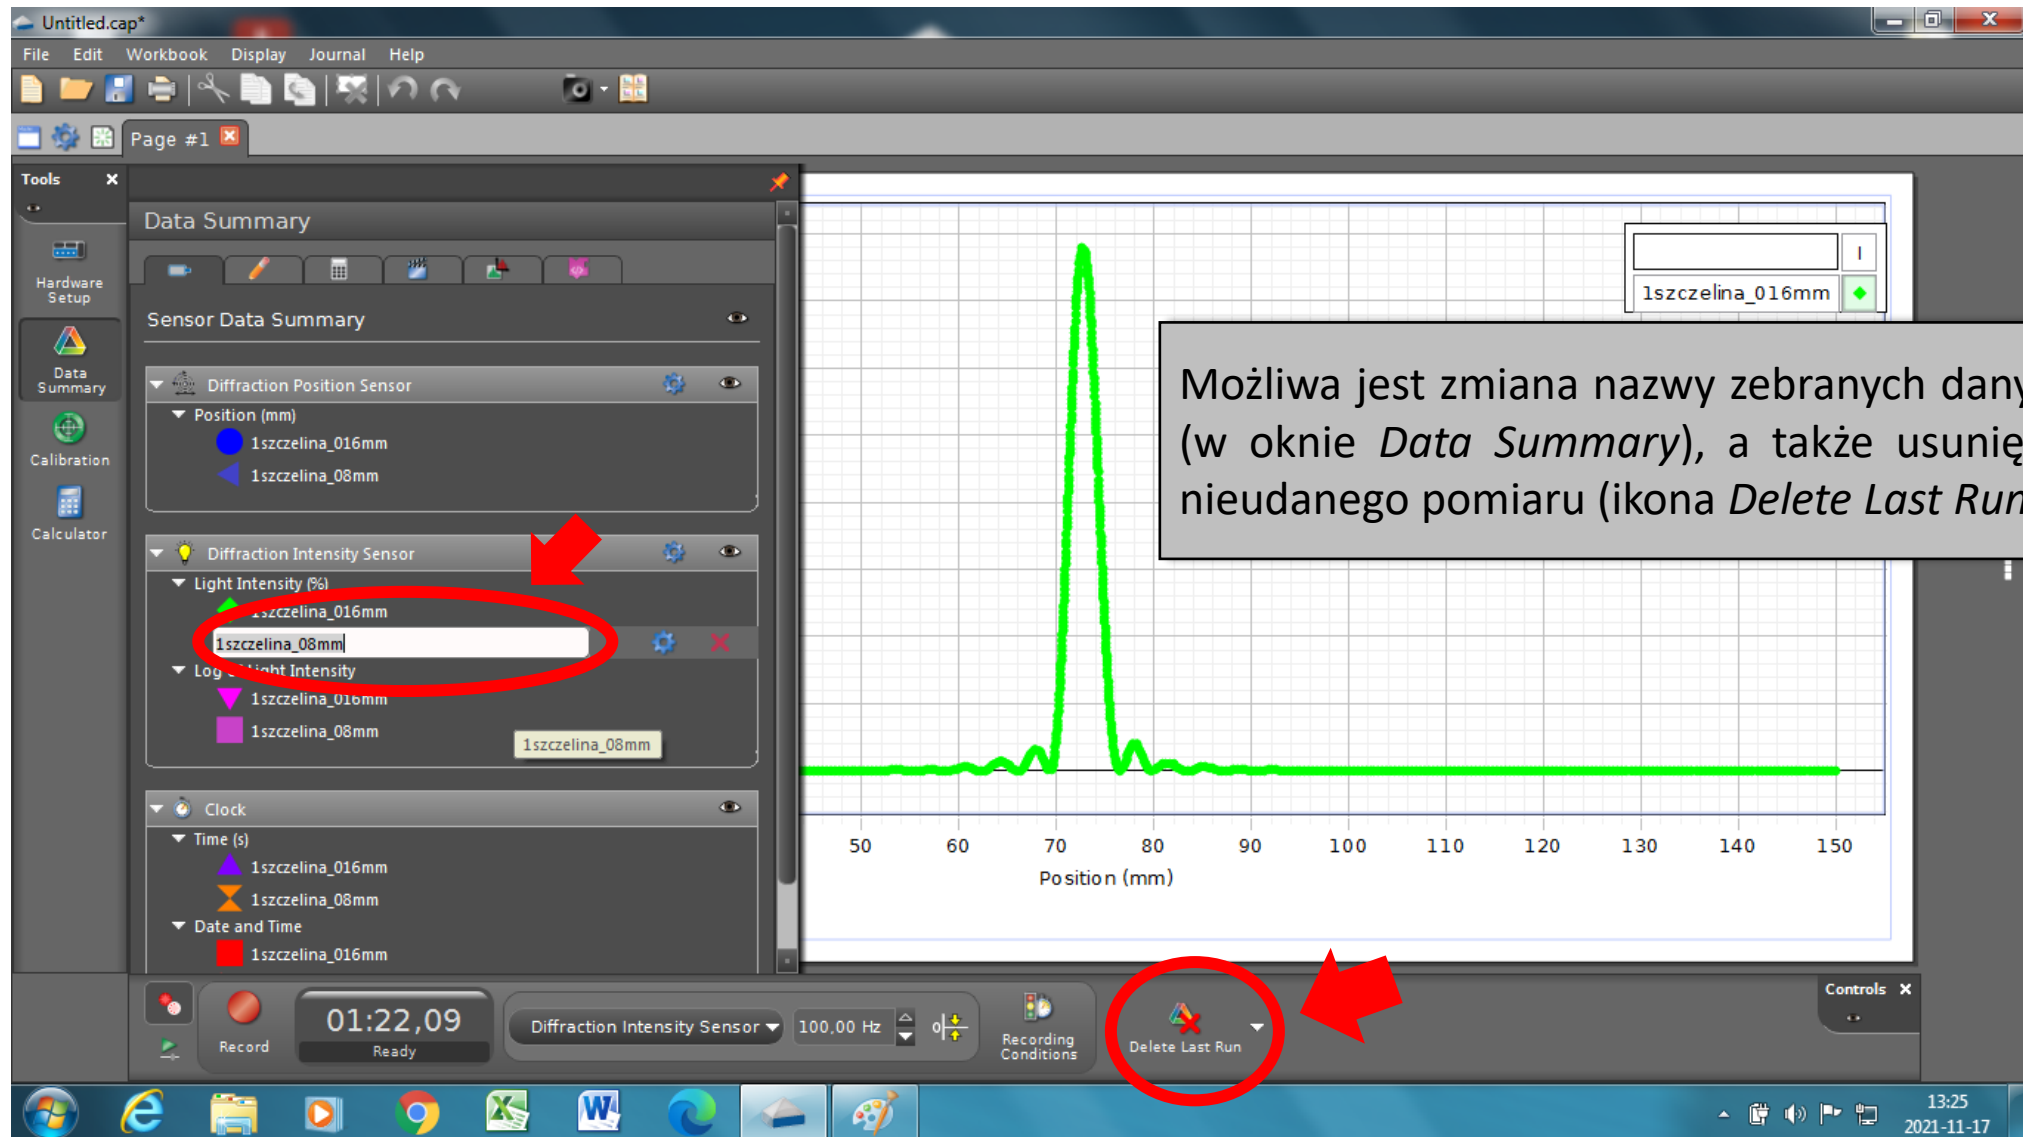 Untitled.cap*
File Edit Workbook Display Journal Help
Page #1
Tools
Hardware Setup
Data Summary
Calibration
Calculator
Data Summary
Sensor Data Summary
Diffraction Position Sensor
Position (mm)
1szczelina_016mm
1szczelina_08mm
Diffraction Intensity Sensor
Light Intensity (%)
1szczelina_016mm
1szczelina_08mm
Log Light Intensity
1szczelina_016mm
1szczelina_08mm
1szczelina_08mm
Clock
Time (s)
1szczelina_016mm
1szczelina_08mm
Date and Time
1szczelina_016mm
I
1szczelina_016mm
Możliwa jest zmiana nazwy zebranych dany
(w oknie Data Summary), a także usunię
nieudanego pomiaru (ikona Delete Last Run
50 60 70 80 90 100 110 120 130 140 150
Position (mm)
Record
01:22,09
Ready
Diffraction Intensity Sensor
100,00 Hz
Recording
Conditions
Delete Last Run
Controls
13:25
2021-11-17